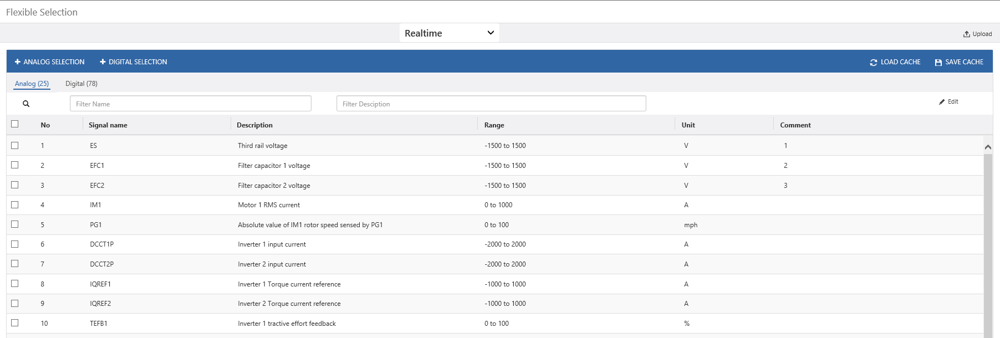 Flexible Selection
Realtime
Upload
ANALOG SELECTION DIGITAL SELECTION LOAD CACHE SAVE CACHE
Analog (25) Digital (78)
Filter Name Filter Desciption Edit
No Signal name Description Range Unit Comment
1 ES Third rail voltage -1500 to 1500 V 1
2 EFC1 Filter capacitor 1 voltage -1500 to 1500 V 2
3 EFC2 Filter capacitor 2 voltage -1500 to 1500 V 3
4 IM1 Motor 1 RMS current 0 to 1000 A
5 PG1 Absolute value of IM1 rotor speed sensed by PG1 0 to 100 mph
6 DCCT1P Inverter 1 input current -2000 to 2000 A
7 DCCT2P Inverter 2 input current -2000 to 2000 A
8 IQREF1 Inverter 1 Torque current reference -1000 to 1000 A
9 IQREF2 Inverter 2 Torque current reference -1000 to 1000 A
10 TEFB1 Inverter 1 tractive effort feedback 0 to 100 %